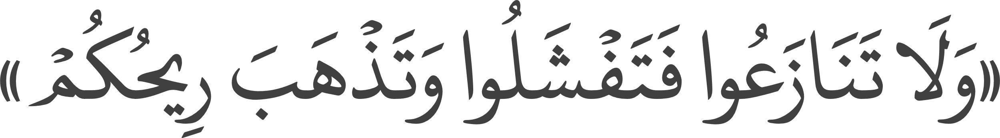 ((وَلَا تَنَازَعُوا فَتَفْشَلُوا وَتَذْهَبَ رِيحُكُمْ))